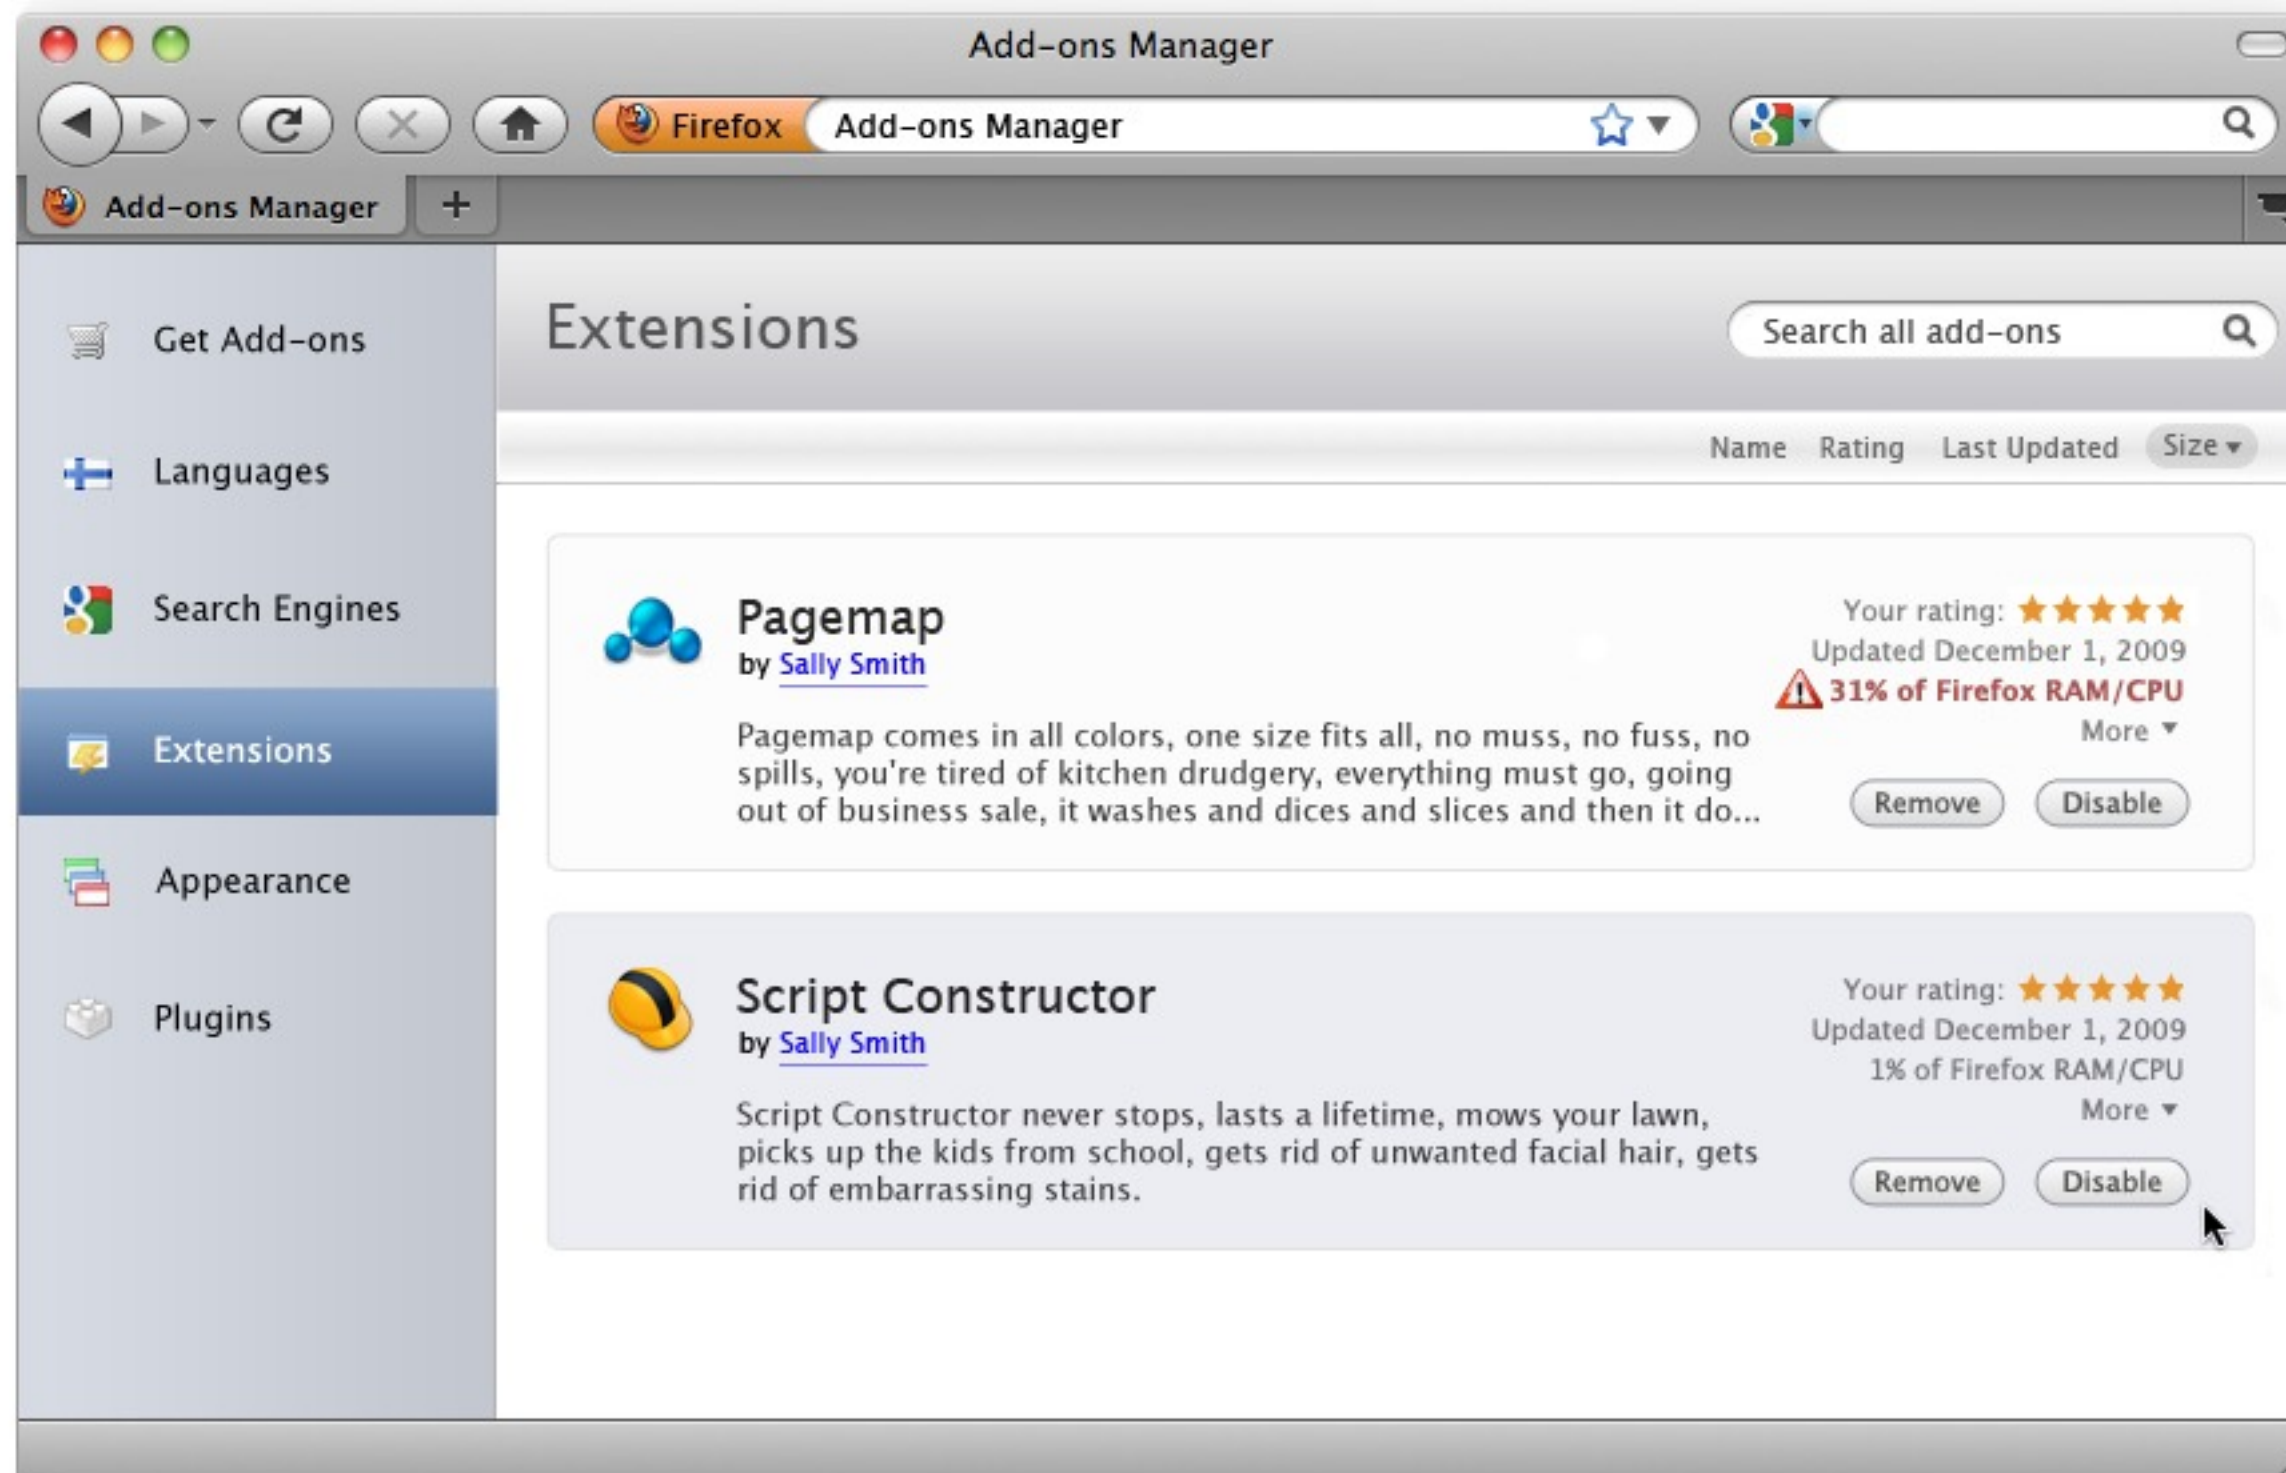 Add-ons Manager
Firefox Add-ons Manager
Add-ons Manager +
Get Add-ons
Languages
Search Engines
Extensions
Appearance
Plugins
Extensions
Search all add-ons
Name Rating Last Updated Size
Pagemap
by Sally Smith
Pagemap comes in all colors, one size fits all, no muss, no fuss, no
spills, you're tired of kitchen drudgery, everything must go, going
out of business sale, it washes and dices and slices and then it do...
Your rating:
Updated December 1, 2009
31% of Firefox RAM/CPU
More
Remove Disable
Script Constructor
by Sally Smith
Script Constructor never stops, lasts a lifetime, mows your lawn,
picks up the kids from school, gets rid of unwanted facial hair, gets
rid of embarrassing stains.
Your rating:
Updated December 1, 2009
1% of Firefox RAM/CPU
More
Remove Disable